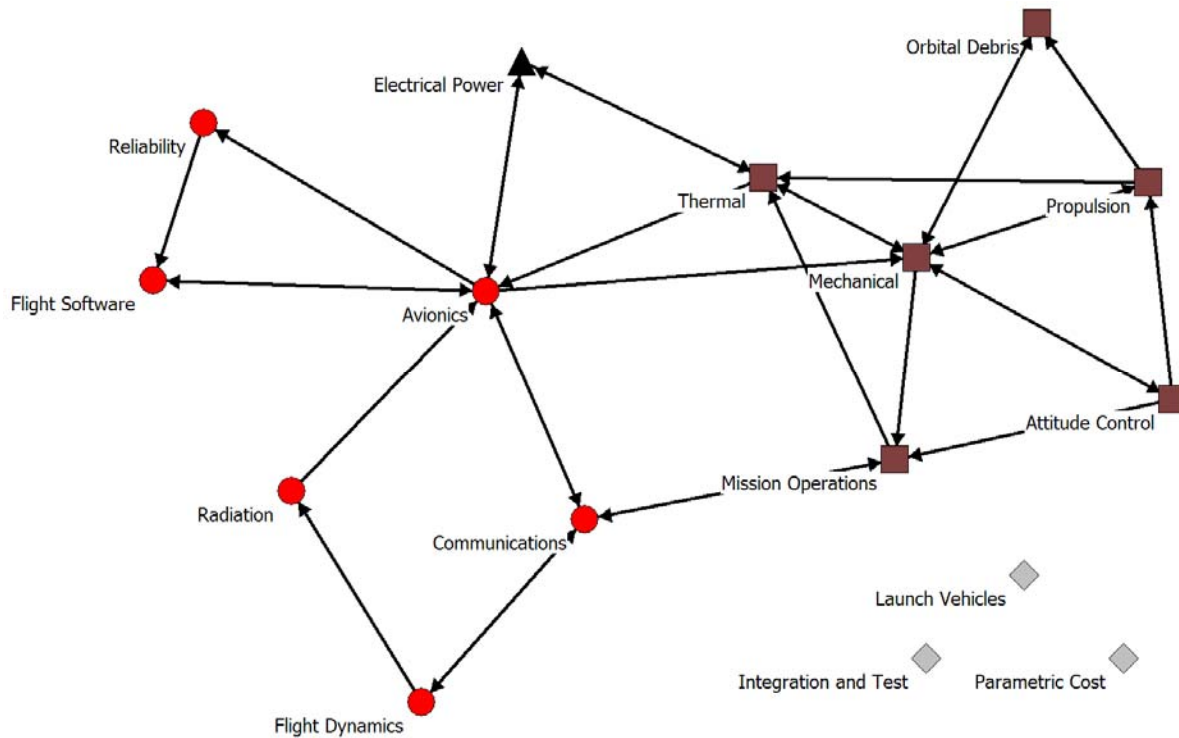 Orbital Debris
Electrical Power
Reliability
Thermal
Propulsion
Mechanical
Flight Software
Avionics
Attitude Control
Mission Operations
Radiation
Communications
Launch Vehicles
Integration and Test
Parametric Cost
Flight Dynamics